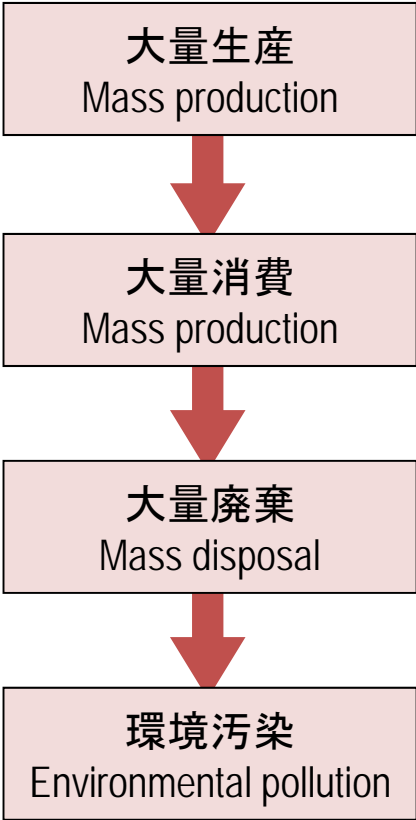 大量生産
Mass production
大量消費
Mass production
大量廃棄
Mass disposal
環境汚染
Environmental pollution